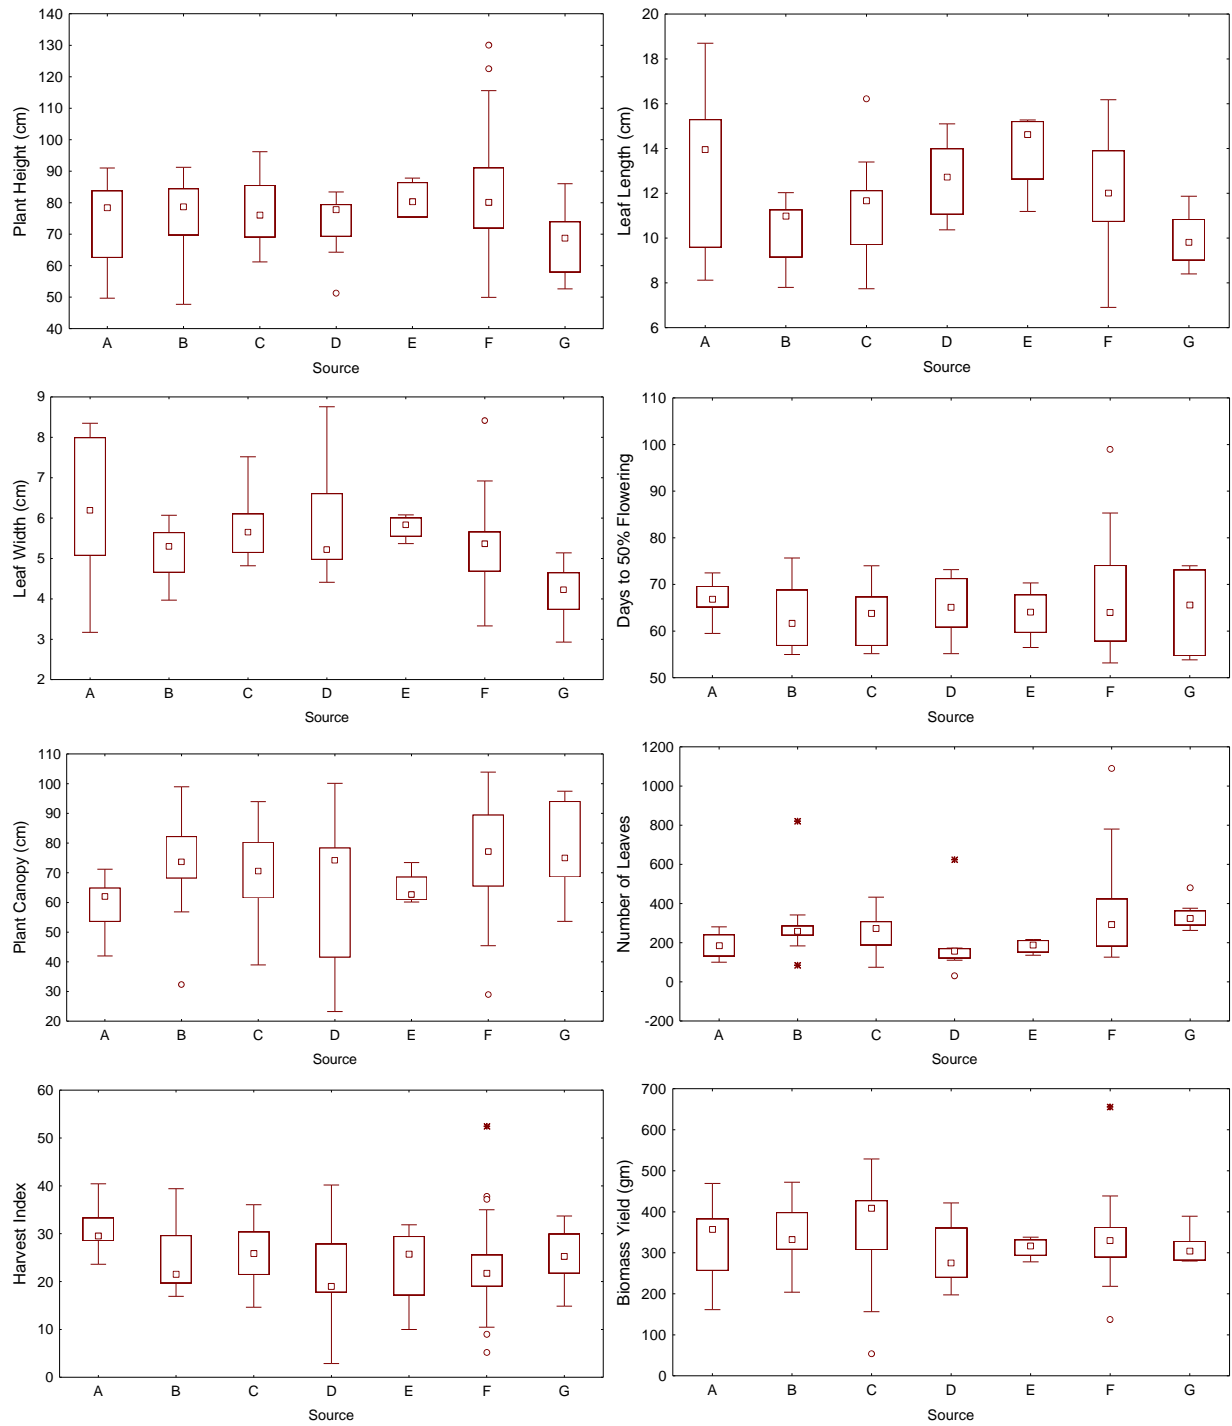 Plant Height (cm)
140
130
120
110
100
90
80
70
60
50
40
A B C D E F G
Source
Leaf Length (cm)
20
18
16
14
12
10
8
6
A B C D E F G
Source
Leaf Width (cm)
9
8
7
6
5
4
3
2
A B C D E F G
Source
Days to 50% Flowering
110
100
90
80
70
60
50
A B C D E F G
Source
Plant Canopy (cm)
110
100
90
80
70
60
50
40
30
20
A B C D E F G
Source
Number of Leaves
1200
1000
800
600
400
200
0
-200
A B C D E F G
Source
Harvest Index
60
50
40
30
20
10
0
A B C D E F G
Source
Biomass Yield (gm)
700
600
500
400
300
200
100
0
A B C D E F G
Source